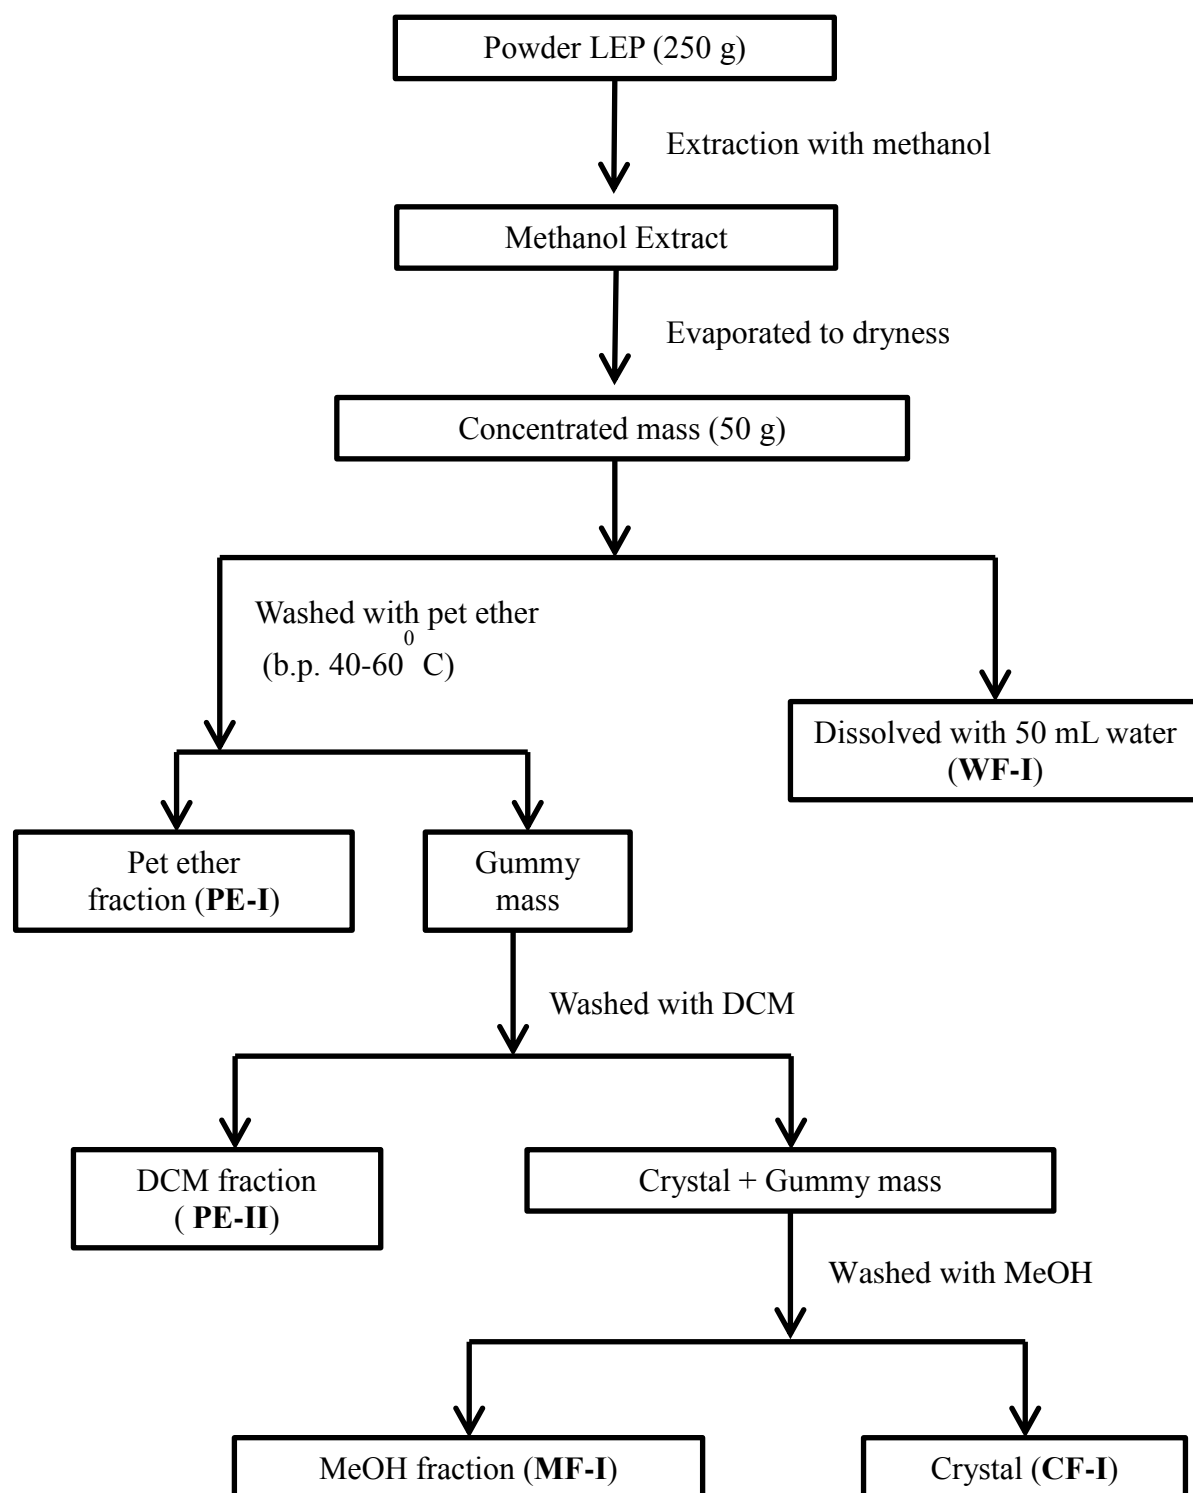 Powder LEP (250 g)
Extraction with methanol
Methanol Extract
Evaporated to dryness
Concentrated mass (50 g)
Washed with pet ether
(b.p. 40-60⁰ C)
Dissolved with 50 mL water
(WF-I)
Pet ether
fraction (PE-I)
Gummy
mass
Washed with DCM
DCM fraction
( PE-II)
Crystal + Gummy mass
Washed with MeOH
MeOH fraction (MF-I)
Crystal (CF-I)